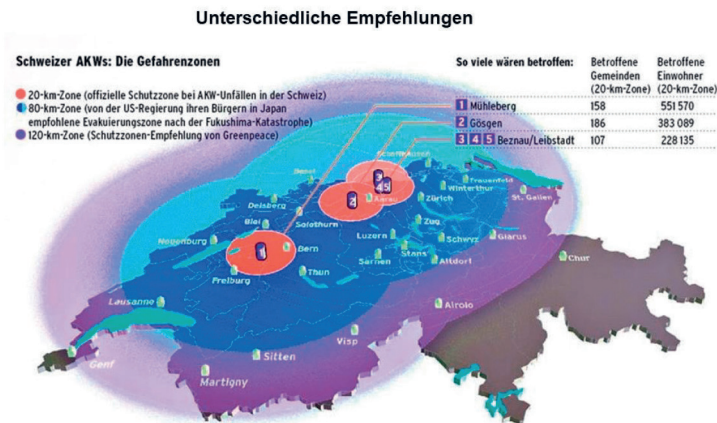 Unterschiedliche Empfehlungen
Schweizer AKWs: Die Gefahrenzonen
20-km-Zone (offizielle Schutzzone bei AKW-Unfällen in der Schweiz)
80-km-Zone (von der US-Regierung ihren Bürgern in Japan
empfohlene Evakuierungszone nach der Fukushima-Katastrophe)
120-km-Zone (Schutzzonen-Empfehlung von Greenpeace)
So viele wären betroffen:
Betroffene
Gemeinden
(20-km-Zone)
Betroffene
Einwohner
(20-km-Zone)
1 Mühleberg 158 551 570
2 Gösgen 186 383 089
3 4 5 Beznau/Leibstadt 107 228 135
Basel
Frauenfeld
Winterthur
St. Gallen
3
4 5
2
Aarau
Zürich
Delsberg
Solothurn
Biel
Zug
Neuenburg
Luzern
Schwyz
Glarus
1
Bern
Stans
Sarnen
Altdorf
Chur
Freiburg
Thun
Lausanne
Airolo
Visp
Genf
Sitten
Martigny